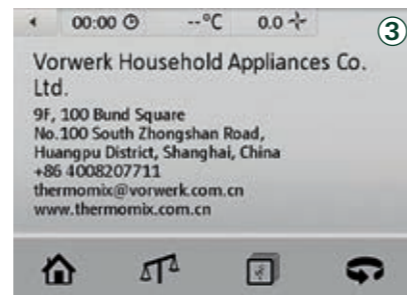 00:00 --°C 0.0
3
Vorwerk Household Appliances Co.
Ltd.
9F, 100 Bund Square
No.100 South Zhongshan Road,
Huangpu District, Shanghai, China
+86 4008207711
thermomix@vorwerk.com.cn
www.thermomix.com.cn